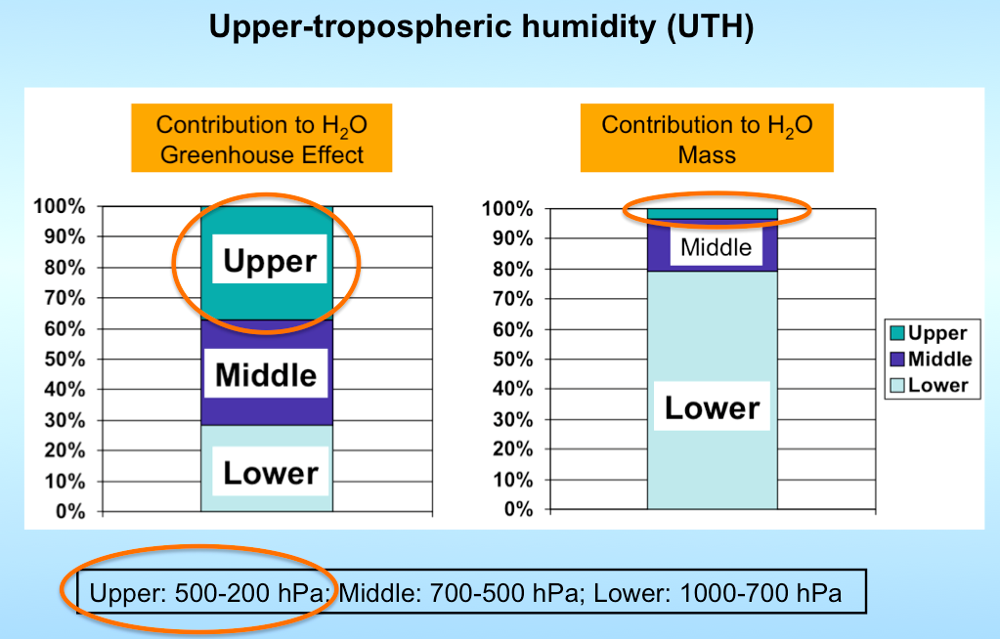 Upper-tropospheric humidity (UTH)
Contribution to H₂O
Greenhouse Effect
100%
90%
80%
70%
60%
50%
40%
30%
20%
10%
0%
Upper
Middle
Lower
Contribution to H₂O
Mass
100%
90%
80%
70%
60%
50%
40%
30%
20%
10%
0%
Middle
Lower
Upper
Middle
Lower
Upper: 500-200 hPa; Middle: 700-500 hPa; Lower: 1000-700 hPa